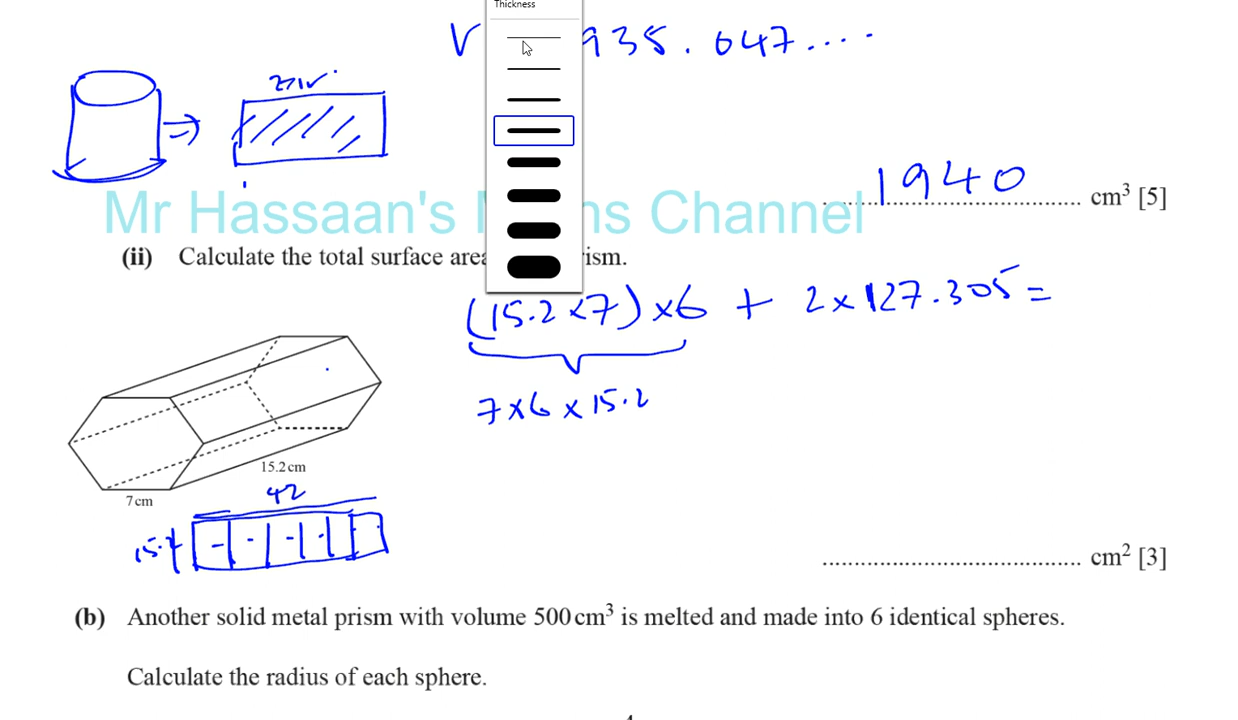 Thickness
V 935.647....
2πr
1940 cm³ [5]
Mr Hassaan's ns Channel
(ii) Calculate the total surface area ism.
(15.2×7)×6 + 2×127.305=
7×6×15.2
15.2 cm
7 cm
42
15.2
cm² [3]
(b) Another solid metal prism with volume 500 cm³ is melted and made into 6 identical spheres.
Calculate the radius of each sphere.